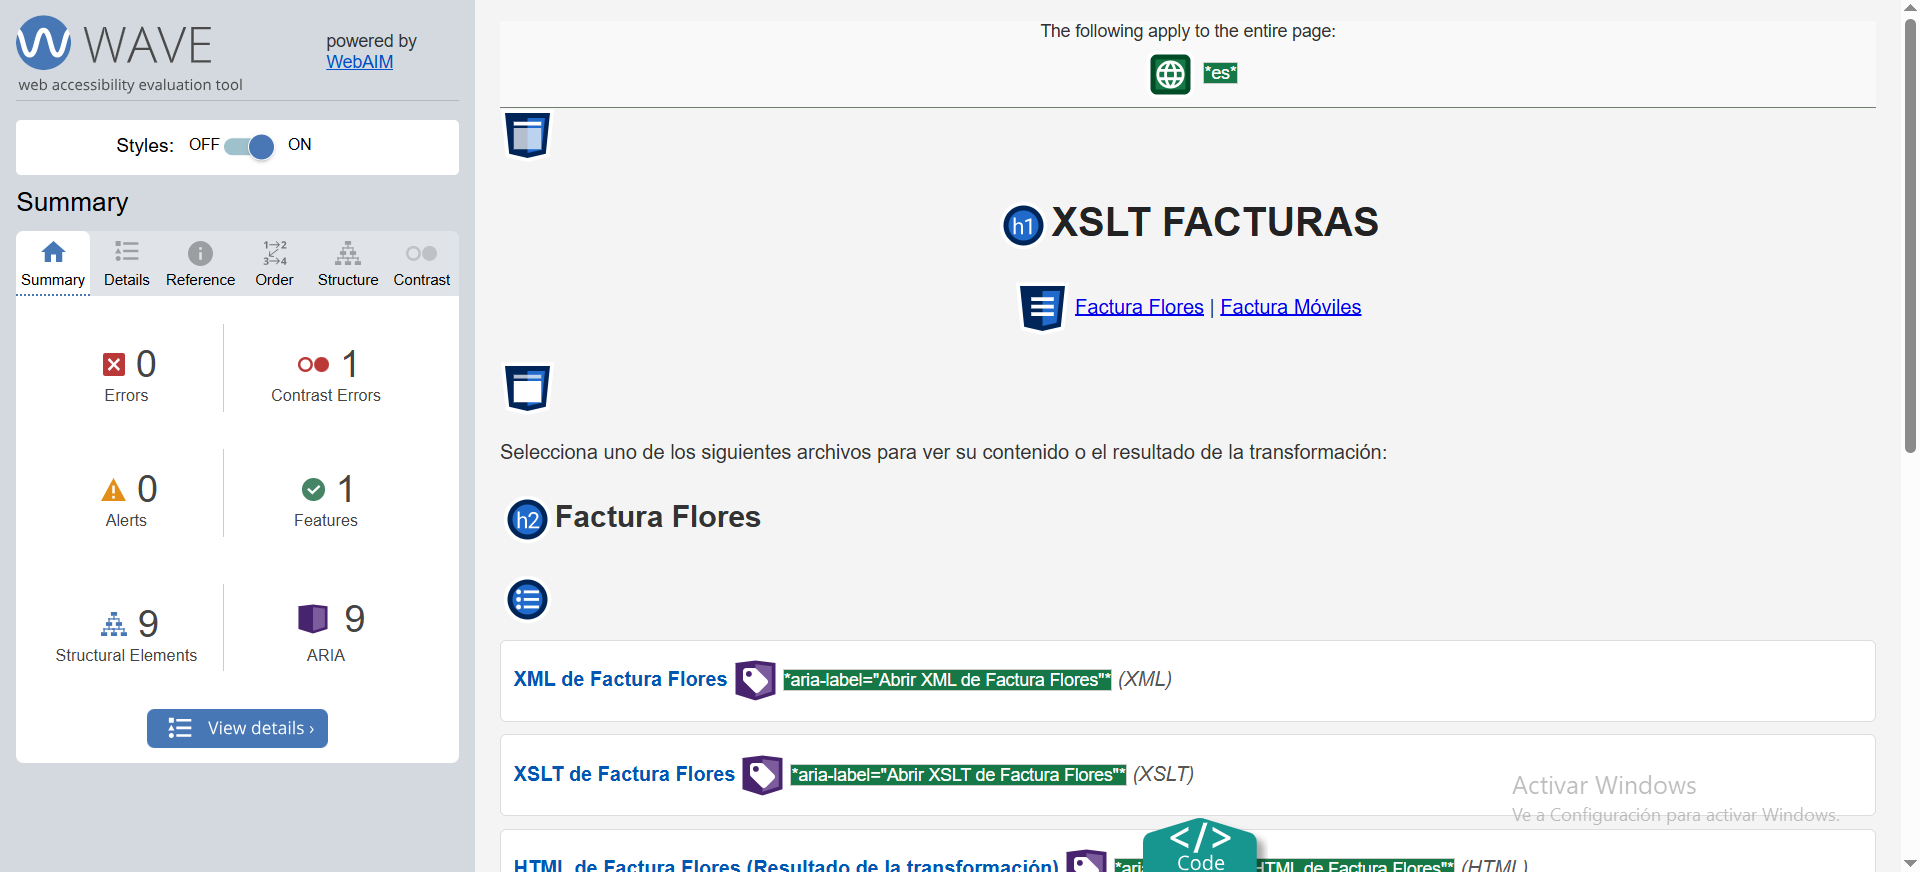 WAVE
web accessibility evaluation tool
powered by
WebAIM
Styles: OFF ON
Summary
Summary Details Reference Order Structure Contrast
0
Errors
1
Contrast Errors
0
Alerts
1
Features
9
Structural Elements
9
ARIA
View details ›
The following apply to the entire page:
*es*
h1 XSLT FACTURAS
Factura Flores | Factura Móviles
Selecciona uno de los siguientes archivos para ver su contenido o el resultado de la transformación:
h2 Factura Flores
XML de Factura Flores *aria-label="Abrir XML de Factura Flores"* (XML)
XSLT de Factura Flores *aria-label="Abrir XSLT de Factura Flores"* (XSLT)
Activar Windows
Ve a Configuración para activar Windows.
HTML de Factura Flores (Resultado de la transformación) *ari HTML de Factura Flores"* (HTML)
</> Code